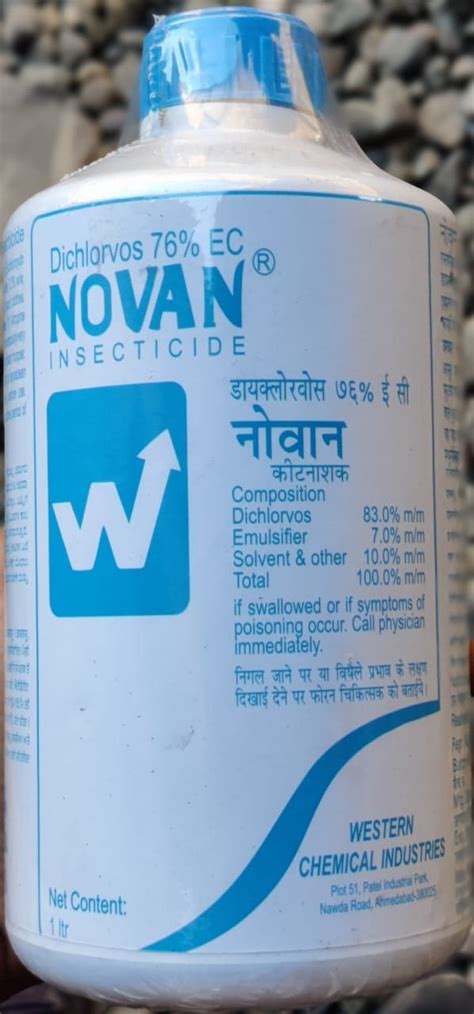 Dichlorvos 76% EC
NOVAN ®
INSECTICIDE
W
डायक्लोरवोस ७६% ई सी
नोवान
कीटनाशक
Composition
Dichlorvos 83.0% m/m
Emulsifier 7.0% m/m
Solvent & other 10.0% m/m
Total 100.0% m/m
if swallowed or if symptoms of
poisoning occur. Call physician
immediately.
निगल जाने पर या विषैले प्रभाव के लक्षण
दिखाई देने पर फोरन चिकित्सक को बताईये।
WESTERN
CHEMICAL INDUSTRIES
Plot 51, Patel Industrial Park,
Nawda Road, Ahmedabad-380025
Net Content:
1 ltr